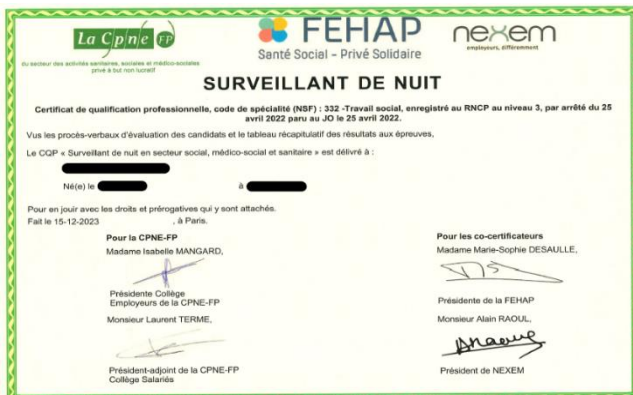 La Cpne FP
du secteur des activités sanitaires, sociales et médico-sociales
privé à but non lucratif
FEHAP
Santé Social - Privé Solidaire
nexem
employeurs, différemment
SURVEILLANT DE NUIT
Certificat de qualification professionnelle, code de spécialité (NSF) : 332 -Travail social, enregistré au RNCP au niveau 3, par arrêté du 25
avril 2022 paru au JO le 25 avril 2022.
Vus les procès-verbaux d'évaluation des candidats et le tableau récapitulatif des résultats aux épreuves,
Le CQP « Surveillant de nuit en secteur social, médico-social et sanitaire » est délivré à :
Né(e) le à
Pour en jouir avec les droits et prérogatives qui y sont attachés.
Fait le 15-12-2023 , à Paris.
Pour la CPNE-FP
Madame Isabelle MANGARD,
Présidente Collège
Employeurs de la CPNE-FP
Monsieur Laurent TERME,
Président-adjoint de la CPNE-FP
Collège Salariés
Pour les co-certificateurs
Madame Marie-Sophie DESAULLE,
Présidente de la FEHAP
Monsieur Alain RAOUL,
Président de NEXEM